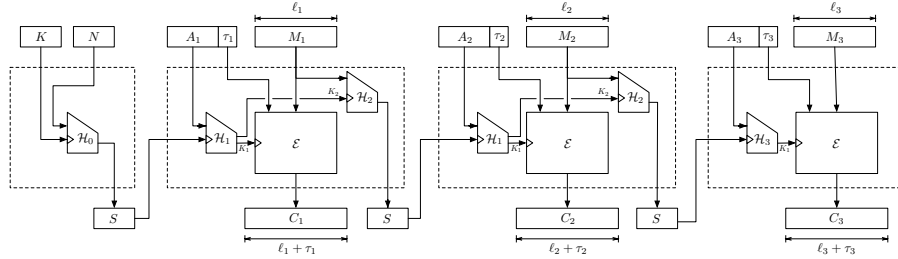 ℓ₁ ℓ₂ ℓ₃
K N A₁ τ₁ M₁ A₂ τ₂ M₂ A₃ τ₃ M₃
K₂ ℋ₂ K₂ ℋ₂
ℋ₀ ℋ₁ K₁ ℰ ℋ₁ K₁ ℰ ℋ₃ K₁ ℰ
S C₁ S C₂ S C₃
ℓ₁ + τ₁ ℓ₂ + τ₂ ℓ₃ + τ₃